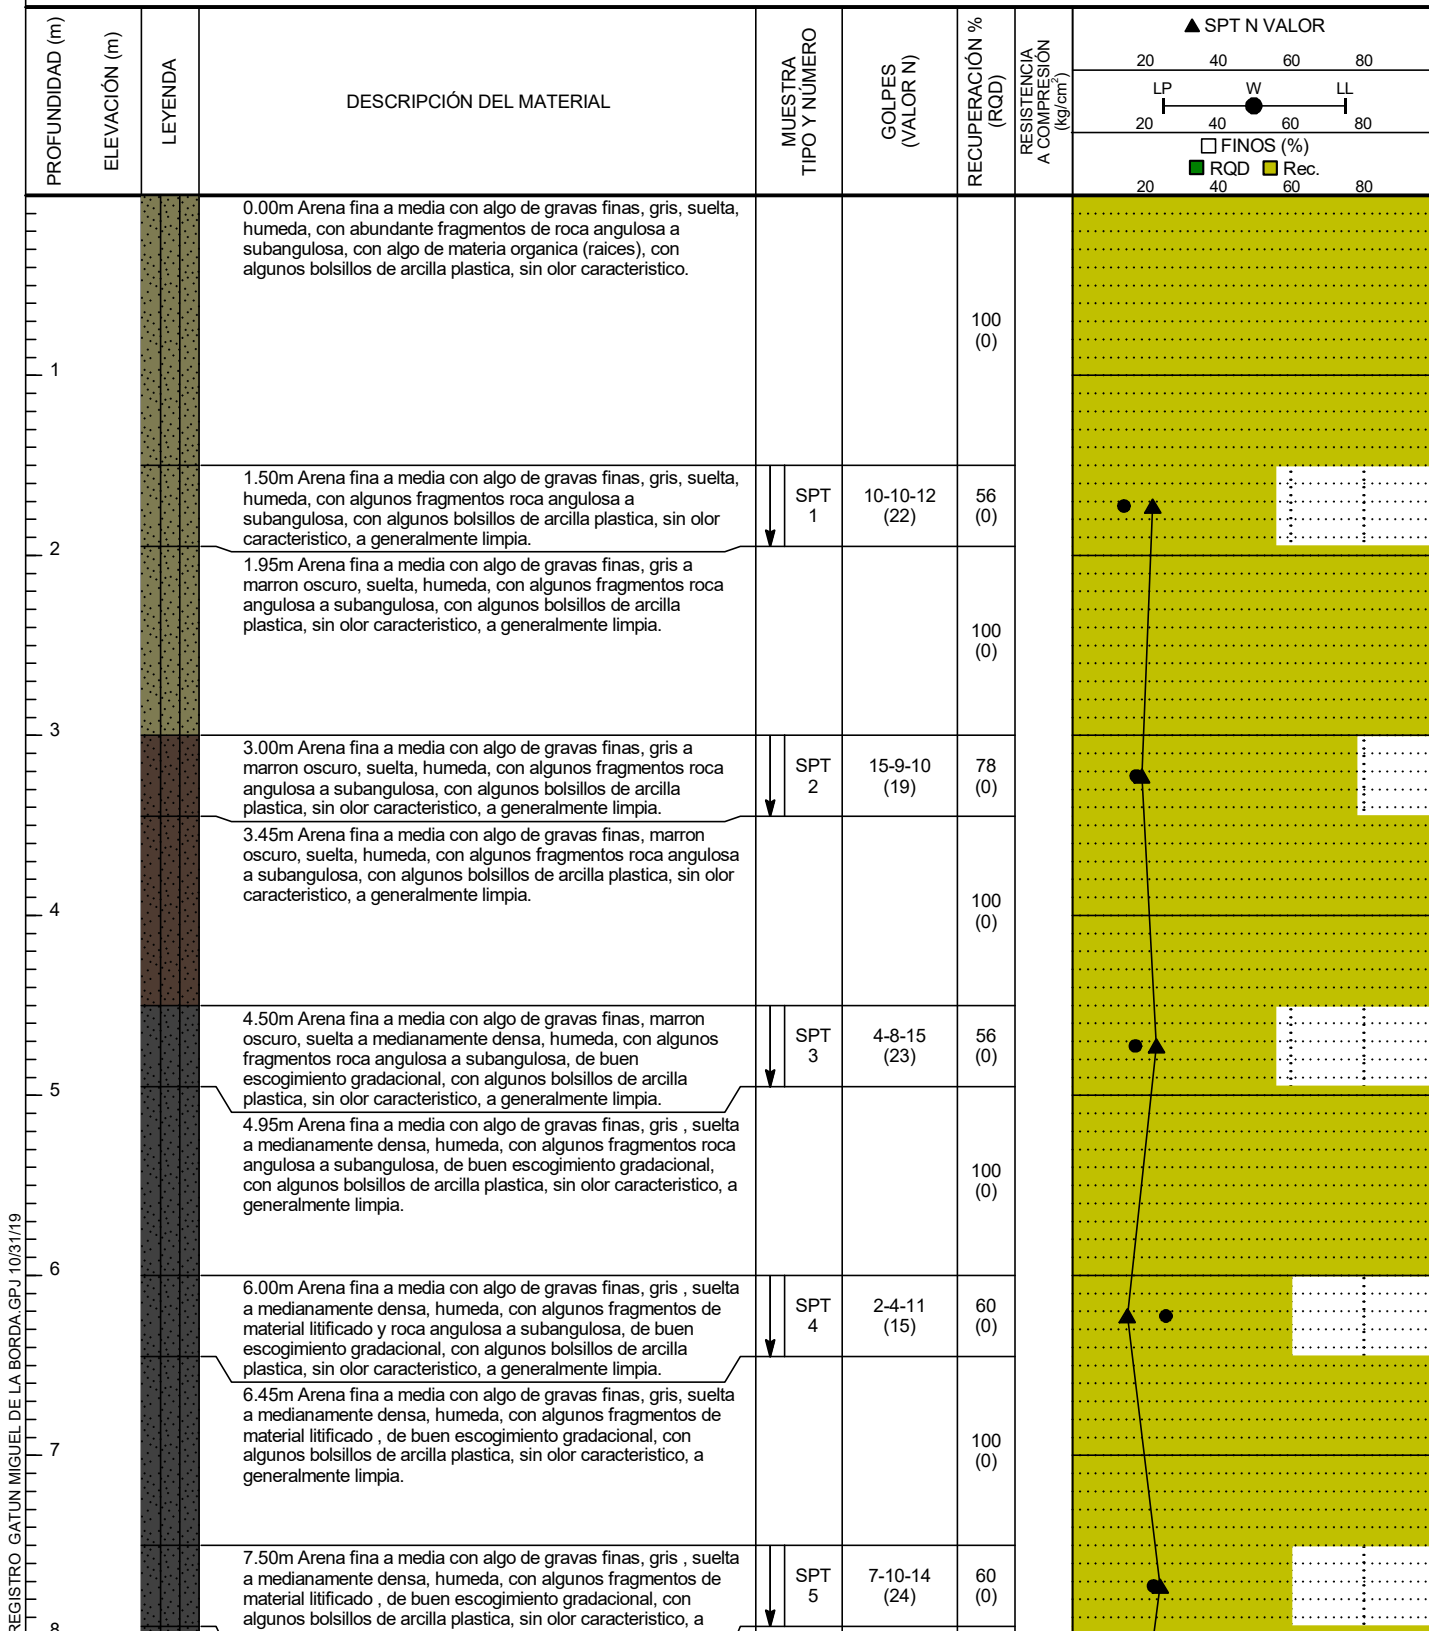 PROFUNDIDAD (m)
ELEVACIÓN (m)
LEYENDA
DESCRIPCIÓN DEL MATERIAL
MUESTRA
TIPO Y NÚMERO
GOLPES
(VALOR N)
RECUPERACIÓN %
(RQD)
RESISTENCIA
A COMPRESIÓN
(kg/cm²)
▲ SPT N VALOR
20 40 60 80
LP W LL
20 40 60 80
FINOS (%)
RQD Rec.
20 40 60 80
0.00m Arena fina a media con algo de gravas finas, gris, suelta,
humeda, con abundante fragmentos de roca angulosa a
subangulosa, con algo de materia organica (raices), con
algunos bolsillos de arcilla plastica, sin olor caracteristico.
100
(0)
1
1.50m Arena fina a media con algo de gravas finas, gris, suelta,
humeda, con algunos fragmentos roca angulosa a
subangulosa, con algunos bolsillos de arcilla plastica, sin olor
caracteristico, a generalmente limpia.
SPT
1
10-10-12
(22)
56
(0)
2
1.95m Arena fina a media con algo de gravas finas, gris a
marron oscuro, suelta, humeda, con algunos fragmentos roca
angulosa a subangulosa, con algunos bolsillos de arcilla
plastica, sin olor caracteristico, a generalmente limpia.
100
(0)
3
3.00m Arena fina a media con algo de gravas finas, gris a
marron oscuro, suelta, humeda, con algunos fragmentos roca
angulosa a subangulosa, con algunos bolsillos de arcilla
plastica, sin olor caracteristico, a generalmente limpia.
SPT
2
15-9-10
(19)
78
(0)
3.45m Arena fina a media con algo de gravas finas, marron
oscuro, suelta, humeda, con algunos fragmentos roca angulosa
a subangulosa, con algunos bolsillos de arcilla plastica, sin olor
caracteristico, a generalmente limpia.
100
(0)
4
4.50m Arena fina a media con algo de gravas finas, marron
oscuro, suelta a medianamente densa, humeda, con algunos
fragmentos roca angulosa a subangulosa, de buen
escogimiento gradacional, con algunos bolsillos de arcilla
plastica, sin olor caracteristico, a generalmente limpia.
SPT
3
4-8-15
(23)
56
(0)
5
4.95m Arena fina a media con algo de gravas finas, gris , suelta
a medianamente densa, humeda, con algunos fragmentos roca
angulosa a subangulosa, de buen escogimiento gradacional,
con algunos bolsillos de arcilla plastica, sin olor caracteristico, a
generalmente limpia.
100
(0)
6
6.00m Arena fina a media con algo de gravas finas, gris , suelta
a medianamente densa, humeda, con algunos fragmentos de
material litificado y roca angulosa a subangulosa, de buen
escogimiento gradacional, con algunos bolsillos de arcilla
plastica, sin olor caracteristico, a generalmente limpia.
SPT
4
2-4-11
(15)
60
(0)
6.45m Arena fina a media con algo de gravas finas, gris, suelta
a medianamente densa, humeda, con algunos fragmentos de
material litificado , de buen escogimiento gradacional, con
algunos bolsillos de arcilla plastica, sin olor caracteristico, a
generalmente limpia.
100
(0)
7
7.50m Arena fina a media con algo de gravas finas, gris , suelta
a medianamente densa, humeda, con algunos fragmentos de
material litificado , de buen escogimiento gradacional, con
algunos bolsillos de arcilla plastica, sin olor caracteristico, a
SPT
5
7-10-14
(24)
60
(0)
8
REGISTRO GATUN MIGUEL DE LA BORDA.GPJ 10/31/19